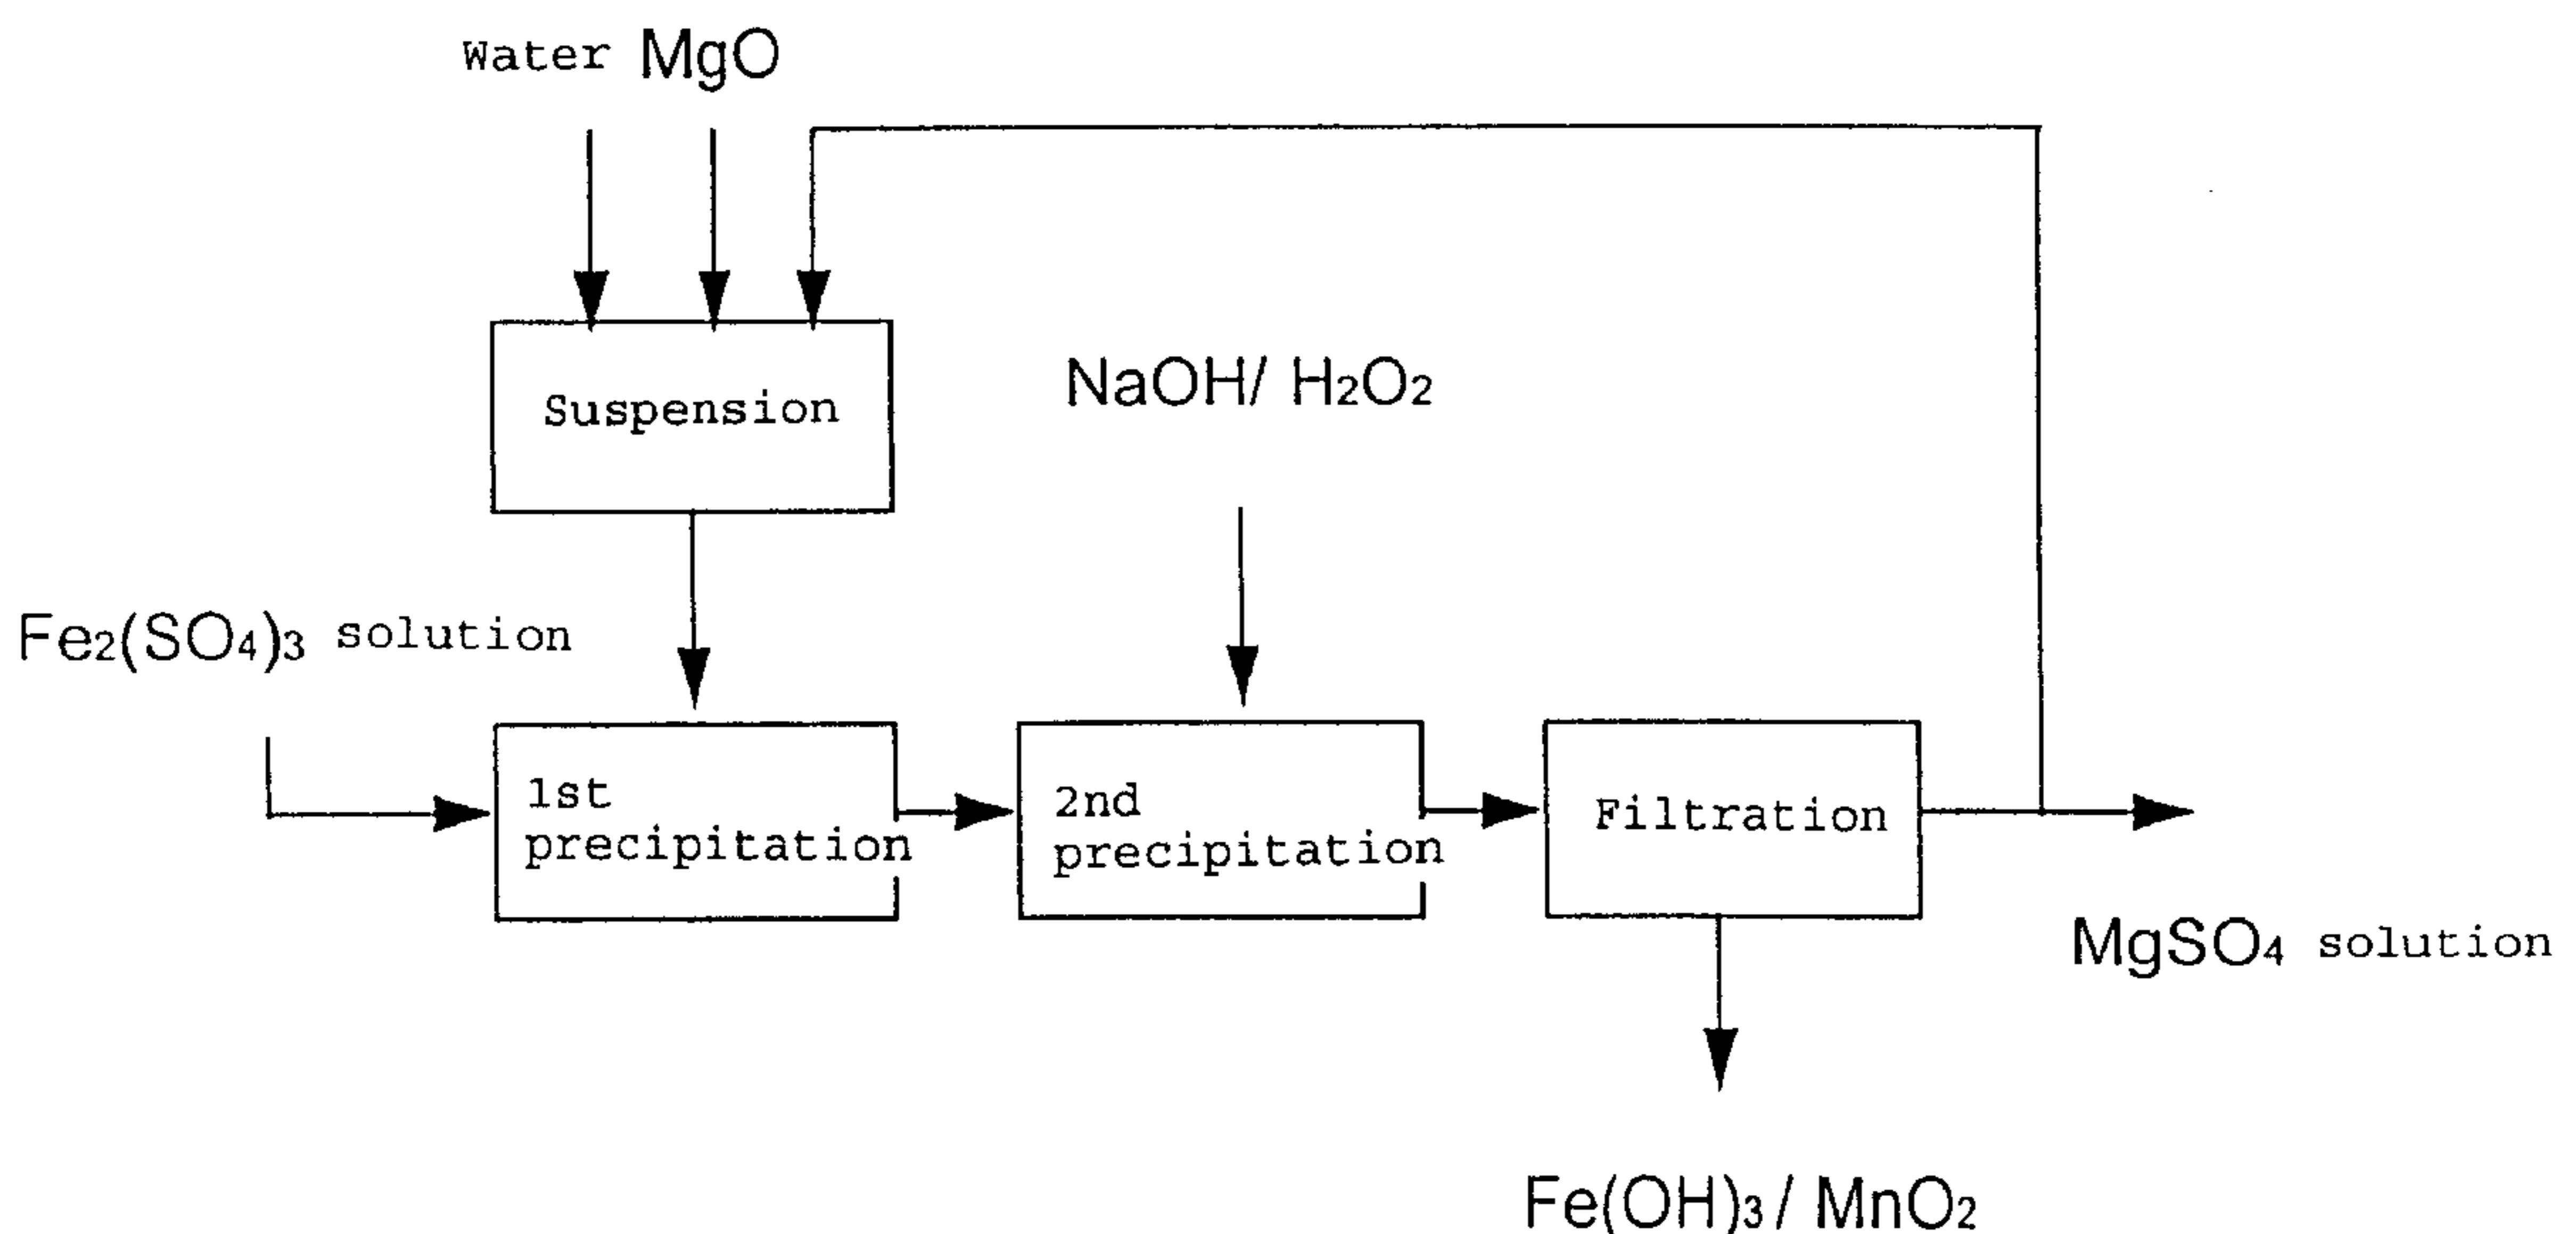 Water MgO
Suspension
NaOH/ H₂O₂
Fe₂(SO₄)₃ solution
1st
precipitation
2nd
precipitation
Filtration
MgSO₄ solution
Fe(OH)₃/ MnO₂